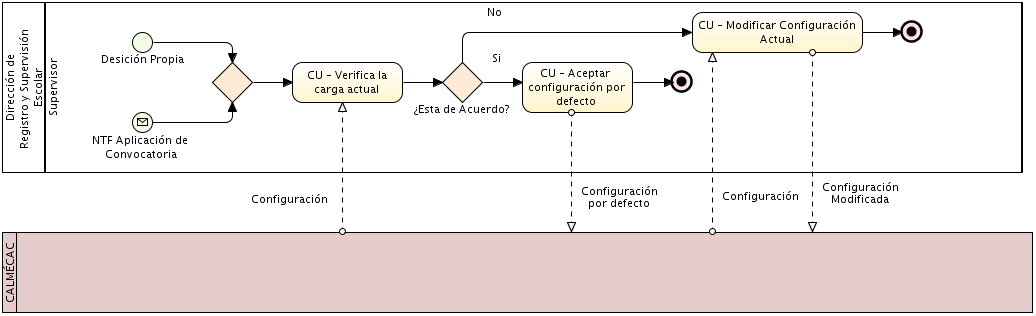 Dirección de
Registro y Supervisión
Escolar
Supervisor
Desición Propia
NTF Aplicación de
Convocatoria
CU - Verifica la
carga actual
No
Si
¿Esta de Acuerdo?
CU - Aceptar
configuración por
defecto
CU - Modificar Configuración
Actual
Configuración
Configuración
por defecto
Configuración
Configuración
Modificada
CALMÉCAC